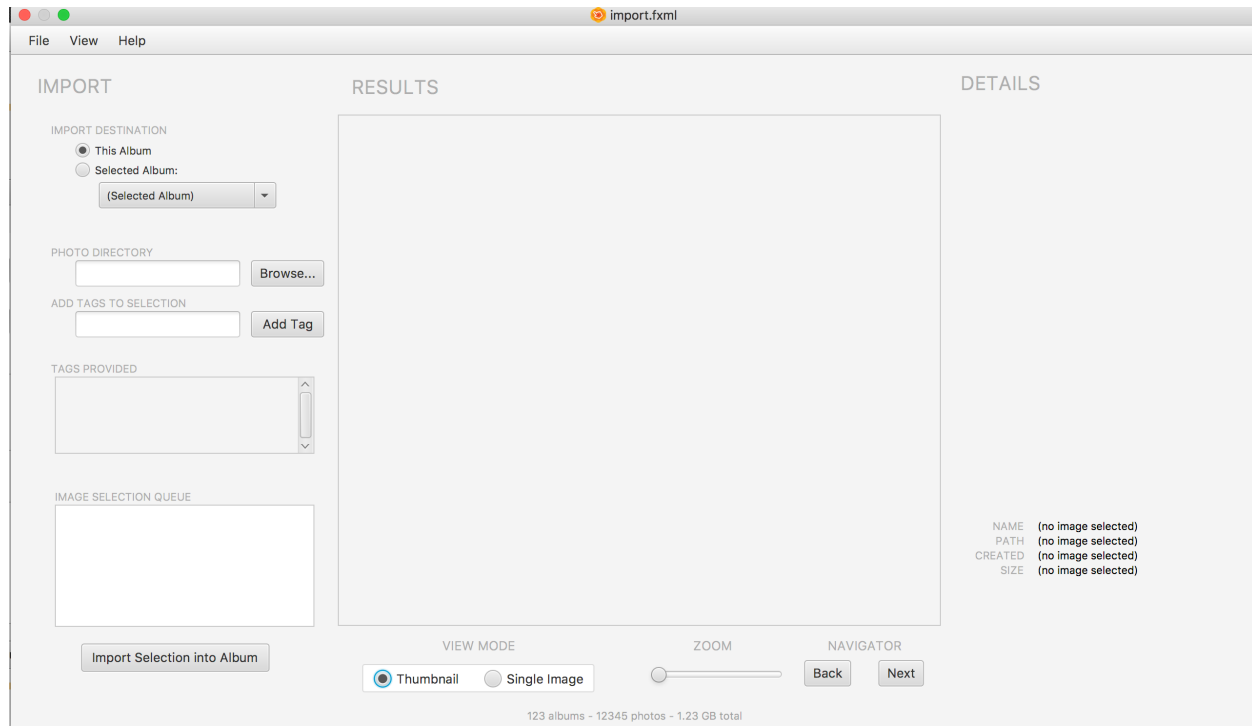 import.fxml
File View Help
IMPORT
RESULTS
DETAILS
IMPORT DESTINATION
This Album
Selected Album:
(Selected Album)
PHOTO DIRECTORY
Browse...
ADD TAGS TO SELECTION
Add Tag
TAGS PROVIDED
IMAGE SELECTION QUEUE
Import Selection into Album
VIEW MODE
Thumbnail Single Image
ZOOM
NAVIGATOR
Back Next
NAME (no image selected)
PATH (no image selected)
CREATED (no image selected)
SIZE (no image selected)
123 albums - 12345 photos - 1.23 GB total